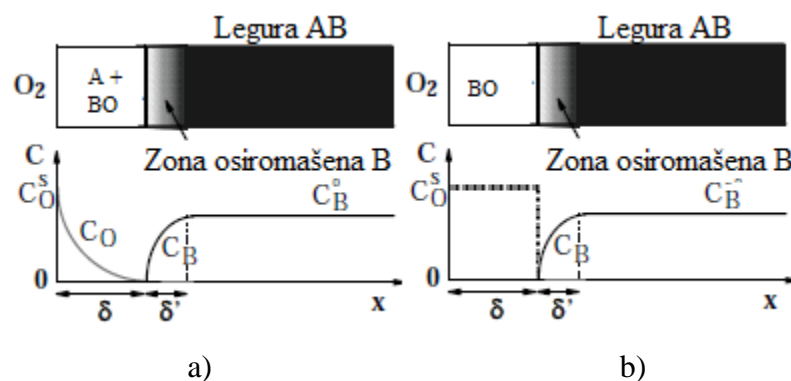 Legura AB
O₂
A +
BO
Zona osiromašena B
C
C_O^S
C_O
C_B
C_B^o
0
δ
δ'
x
a)
Legura AB
O₂
BO
Zona osiromašena B
C
C_O^S
C_B
0
δ
δ'
x
b)